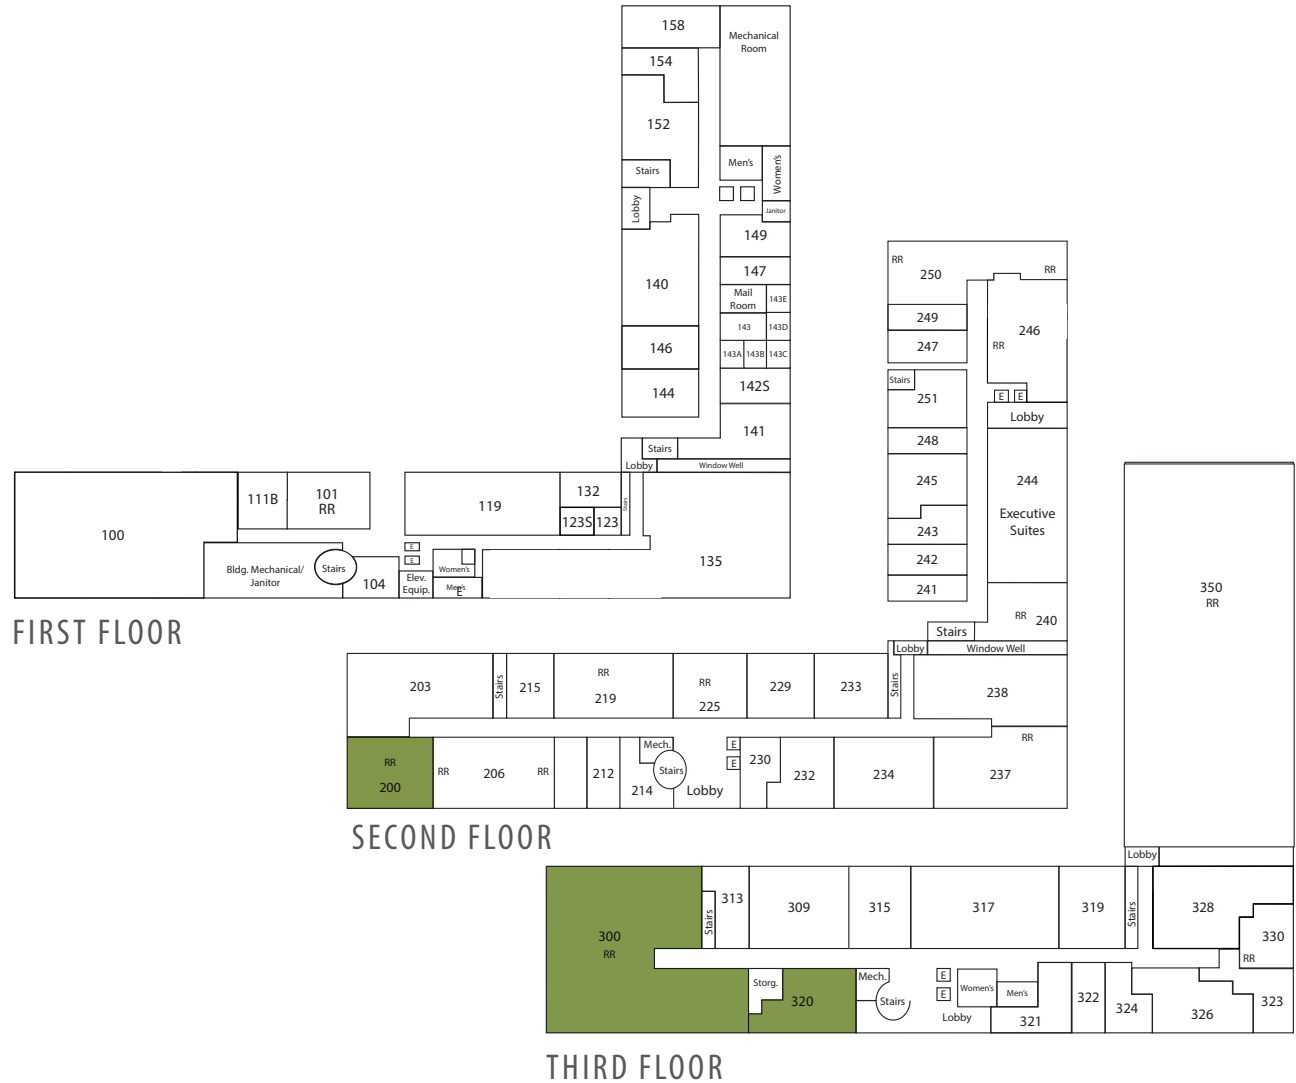 158
Mechanical
Room
154
152
Men's
Women's
Stairs
Lobby
Janitor
149
147
140
Mail
Room
143E
143
143D
146
143A
143B
143C
144
142S
141
Stairs
Lobby
Window Well
100
111B
101
RR
119
132
123S
123
Stairs
135
Bldg. Mechanical/
Janitor
Stairs
104
E
E
Elev.
Equip.
Women's
Men's
E
FIRST FLOOR
RR
250
RR
249
247
246
RR
Stairs
251
E
E
Lobby
248
245
244
Executive
Suites
243
242
241
RR
240
Stairs
Lobby
Window Well
203
Stairs
215
RR
219
RR
225
229
233
Stairs
238
RR
200
RR
206
RR
212
214
Mech.
Stairs
Lobby
E
E
230
232
234
RR
237
SECOND FLOOR
350
RR
Lobby
300
RR
Stairs
313
309
315
317
319
Stairs
328
330
RR
Storg.
320
Mech.
Stairs
E
E
Lobby
Women's
Men's
321
322
324
326
323
THIRD FLOOR